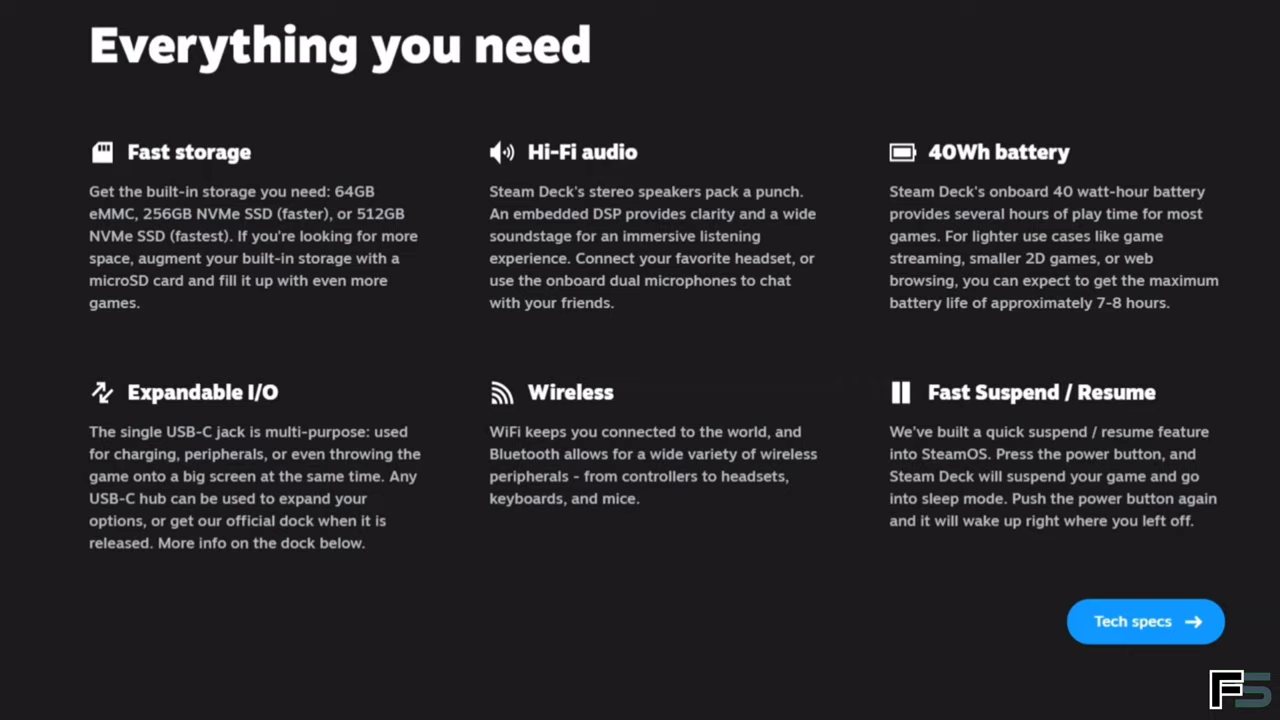 Everything you need
Fast storage
Get the built-in storage you need: 64GB
eMMC, 256GB NVMe SSD (faster), or 512GB
NVMe SSD (fastest). If you're looking for more
space, augment your built-in storage with a
microSD card and fill it up with even more
games.
Hi-Fi audio
Steam Deck's stereo speakers pack a punch.
An embedded DSP provides clarity and a wide
soundstage for an immersive listening
experience. Connect your favorite headset, or
use the onboard dual microphones to chat
with your friends.
40Wh battery
Steam Deck's onboard 40 watt-hour battery
provides several hours of play time for most
games. For lighter use cases like game
streaming, smaller 2D games, or web
browsing, you can expect to get the maximum
battery life of approximately 7-8 hours.
Expandable I/O
The single USB-C jack is multi-purpose: used
for charging, peripherals, or even throwing the
game onto a big screen at the same time. Any
USB-C hub can be used to expand your
options, or get our official dock when it is
released. More info on the dock below.
Wireless
WiFi keeps you connected to the world, and
Bluetooth allows for a wide variety of wireless
peripherals - from controllers to headsets,
keyboards, and mice.
Fast Suspend / Resume
We've built a quick suspend / resume feature
into SteamOS. Press the power button, and
Steam Deck will suspend your game and go
into sleep mode. Push the power button again
and it will wake up right where you left off.
Tech specs
FS